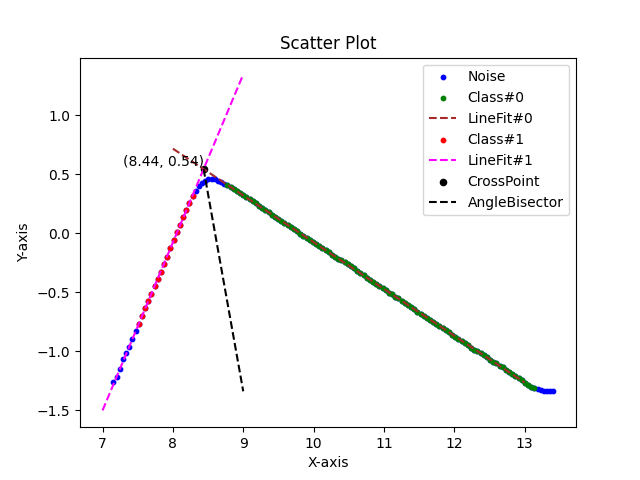 Scatter Plot
Noise
Class#0
LineFit#0
Class#1
LineFit#1
CrossPoint
AngleBisector
(8.44, 0.54)
Y-axis
1.0
0.5
0.0
−0.5
−1.0
−1.5
7 8 9 10 11 12 13
X-axis